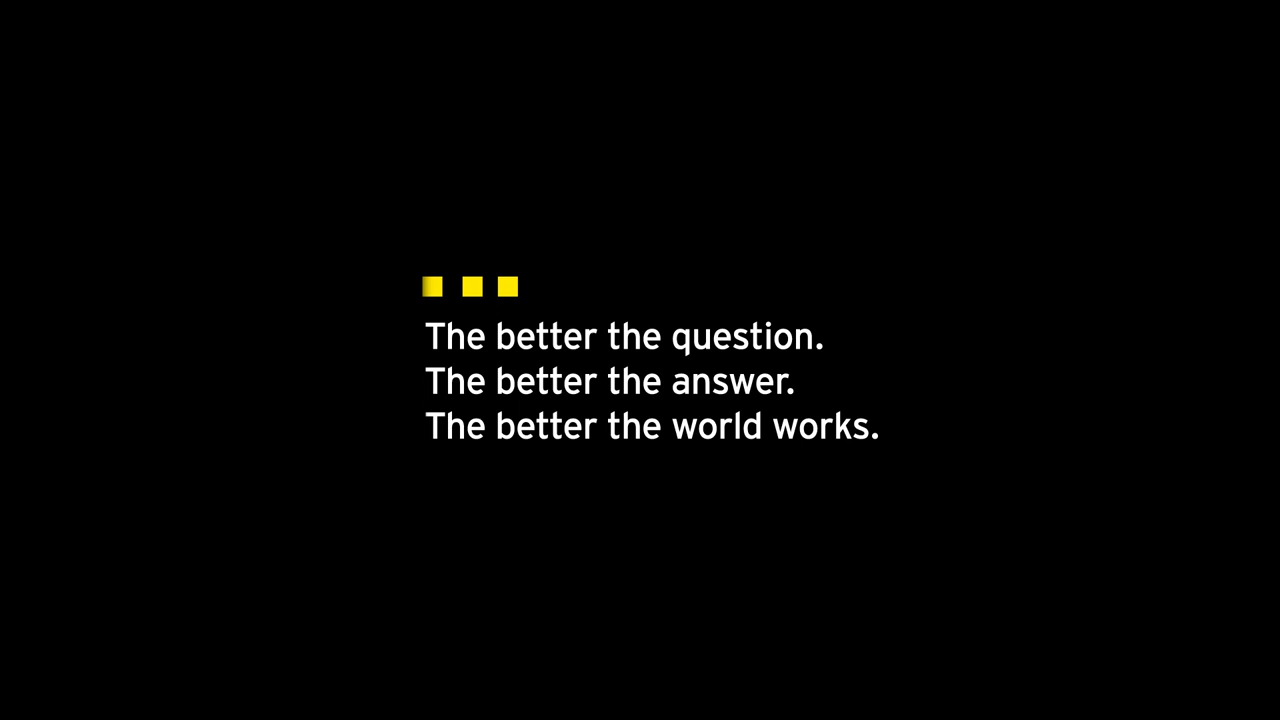 The better the question.
The better the answer.
The better the world works.